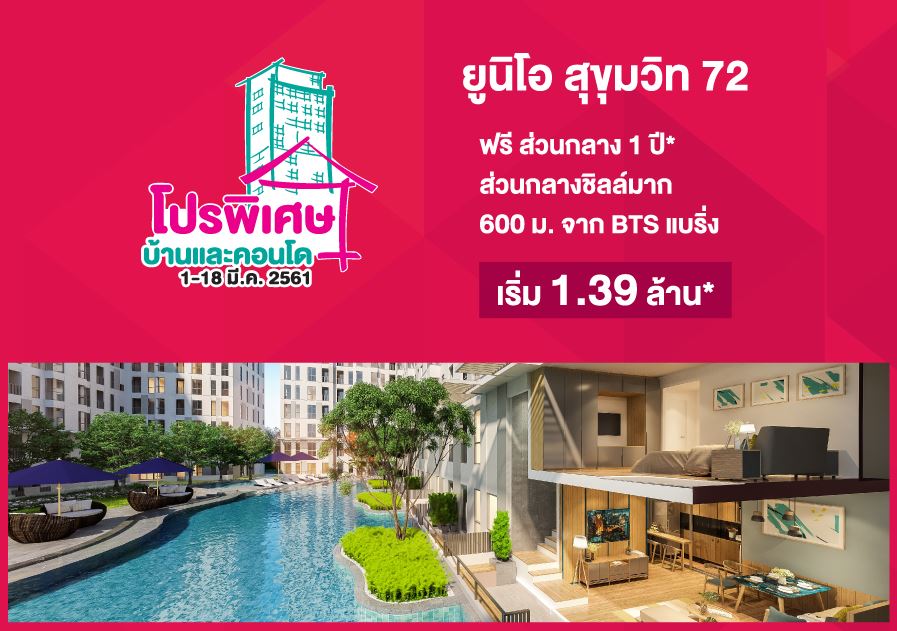 โปรพิเศษ
บ้านและคอนโด
1-18 มี.ค. 2561
ยูนิโอ สุขุมวิท 72
ฟรี ส่วนกลาง 1 ปี*
ส่วนกลางชิลล์มาก
600 ม. จาก BTS แบริ่ง
เริ่ม 1.39 ล้าน*